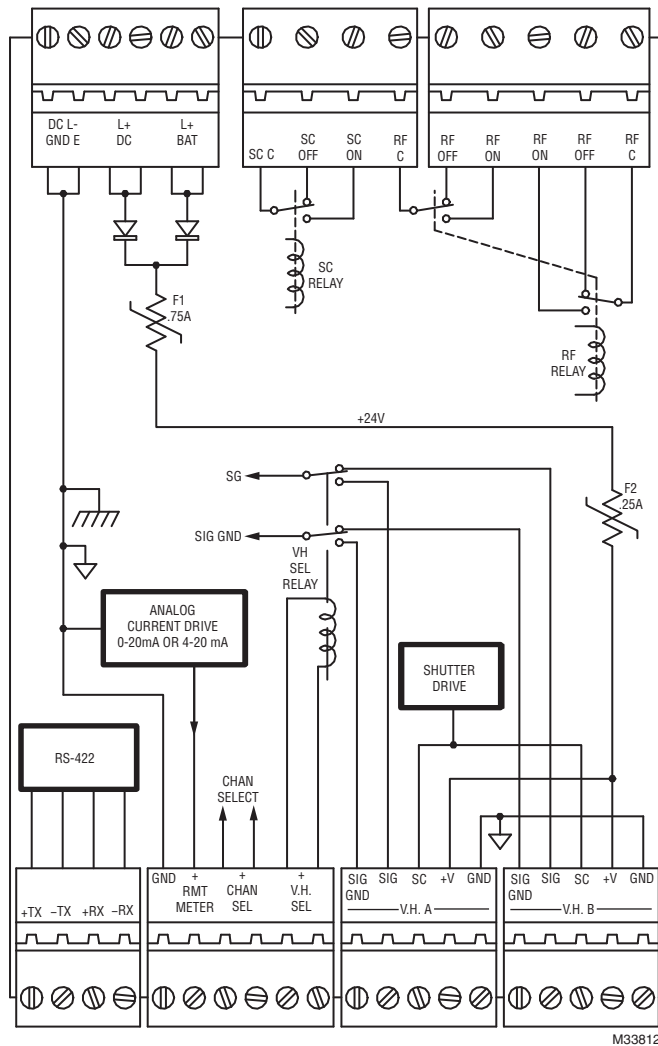 DC L-
GND E
L+
DC
L+
BAT
SC C
SC
OFF
SC
ON
RF
C
RF
OFF
RF
ON
RF
ON
RF
OFF
RF
C
SC
RELAY
F1
.75A
RF
RELAY
+24V
SG
SIG GND
VH
SEL
RELAY
F2
.25A
ANALOG
CURRENT DRIVE
0-20mA OR 4-20 mA
SHUTTER
DRIVE
RS-422
CHAN
SELECT
+TX −TX +RX −RX
GND
+
RMT
METER
+
CHAN
SEL
+
V.H.
SEL
SIG
GND
SIG
SC
+V
GND
V.H. A
SIG
GND
SIG
SC
+V
GND
V.H. B
M33812